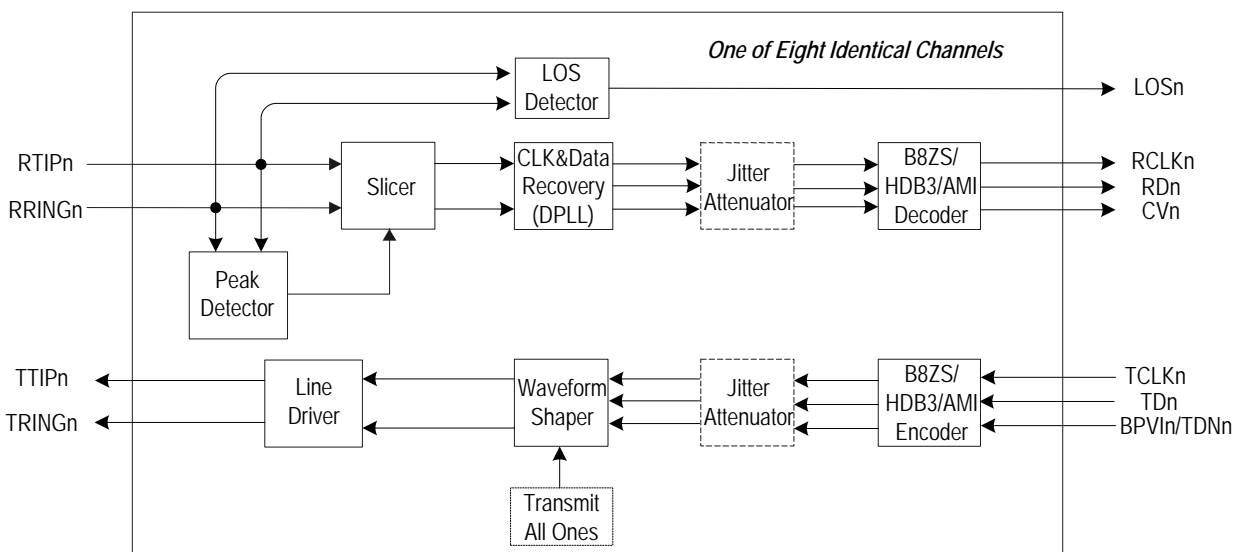 One of Eight Identical Channels
LOS
Detector
LOSn
RTIPn
RRINGn
Slicer
CLK&Data
Recovery
(DPLL)
Jitter
Attenuator
B8ZS/
HDB3/AMI
Decoder
RCLKn
RDn
CVn
Peak
Detector
TTIPn
TRINGn
Line
Driver
Waveform
Shaper
Jitter
Attenuator
B8ZS/
HDB3/AMI
Encoder
TCLKn
TDn
BPVIn/TDNn
Transmit
All Ones